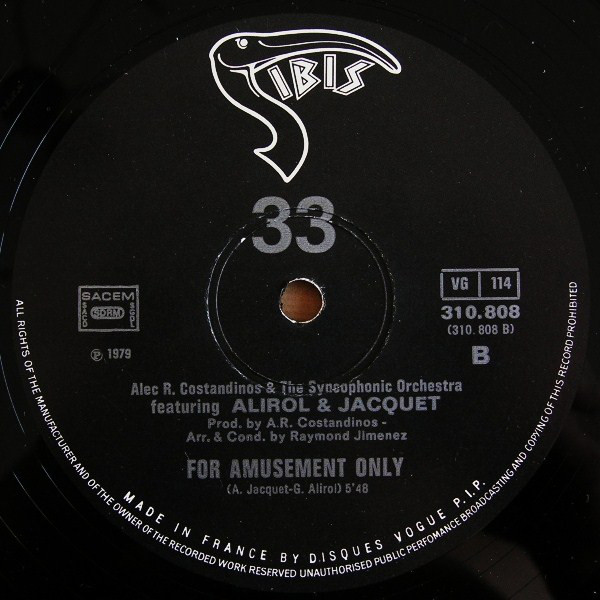 IBIS
33
SACEM
SACD SDRM SGDL
℗ 1979
VG 114
310.808
(310. 808 B)
B
Alec R. Costandinos & The Syncophonic Orchestra
featuring ALIROL & JACQUET
Prod. by A.R. Costandinos -
Arr. & Cond. by Raymond Jimenez
FOR AMUSEMENT ONLY
(A. Jacquet-G. Alirol) 5'48
MADE IN FRANCE BY DISQUES VOGUE P.I.P.
ALL RIGHTS OF THE MANUFACTURER AND OF THE OWNER OF THE RECORDED WORK RESERVED UNAUTHORISED PUBLIC PERFOMANCE BROADCASTING AND COPYING OF THIS RECORD PROHIBITED